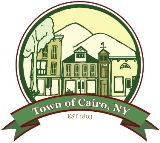 Town of Cairo, NY
EST 1803